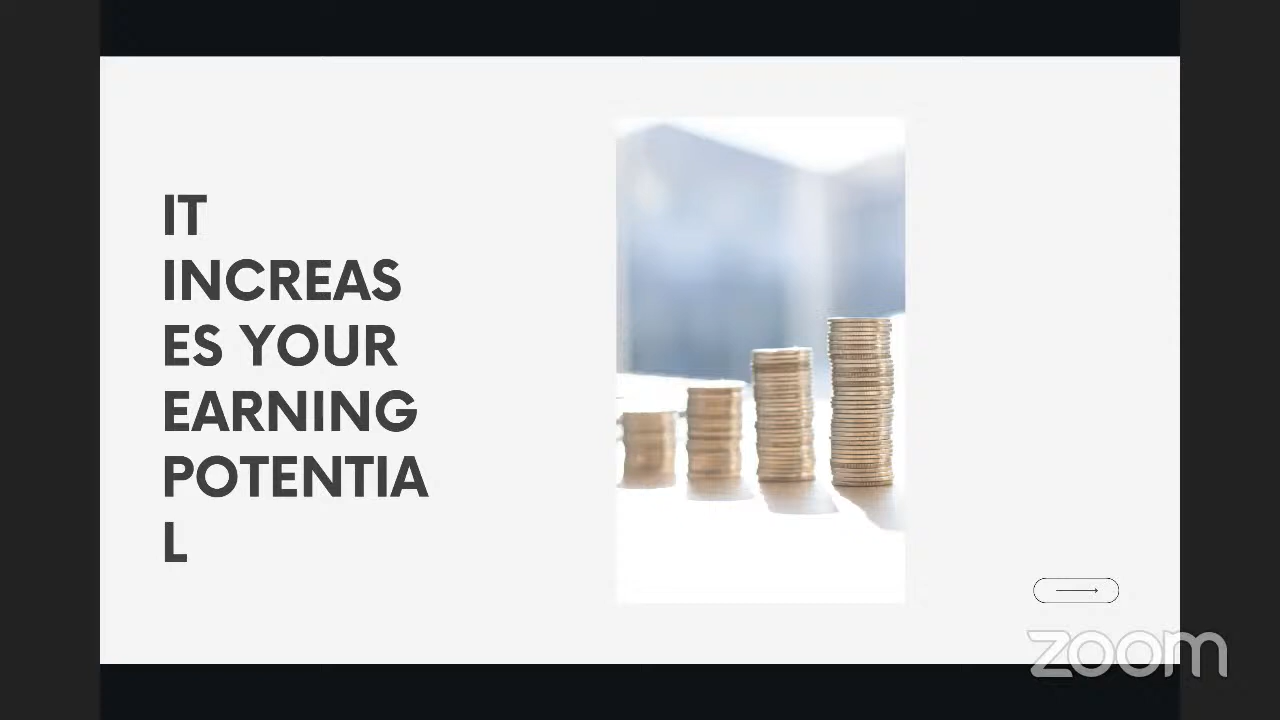 IT
INCREAS
ES YOUR
EARNING
POTENTIA
L
zoom